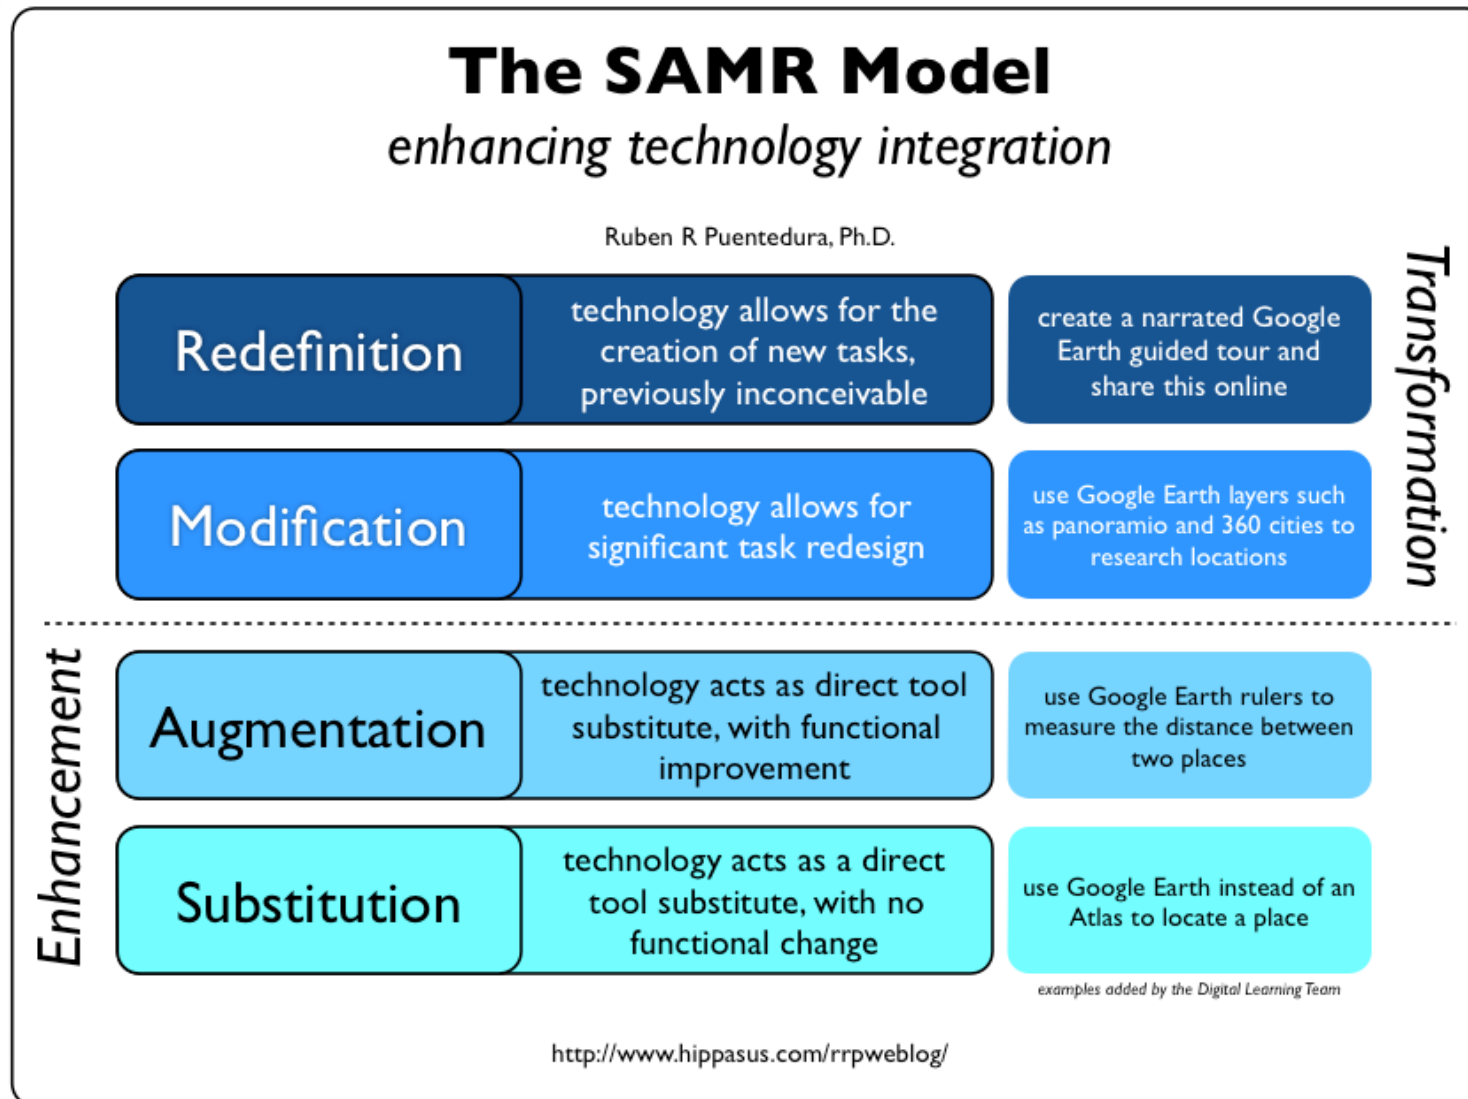 The SAMR Model
enhancing technology integration
Ruben R Puentedura, Ph.D.
Transformation
Redefinition
technology allows for the
creation of new tasks,
previously inconceivable
create a narrated Google
Earth guided tour and
share this online
Modification
technology allows for
significant task redesign
use Google Earth layers such
as panoramio and 360 cities to
research locations
Enhancement
Augmentation
technology acts as direct tool
substitute, with functional
improvement
use Google Earth rulers to
measure the distance between
two places
Substitution
technology acts as a direct
tool substitute, with no
functional change
use Google Earth instead of an
Atlas to locate a place
examples added by the Digital Learning Team
http://www.hippasus.com/rrpweblog/